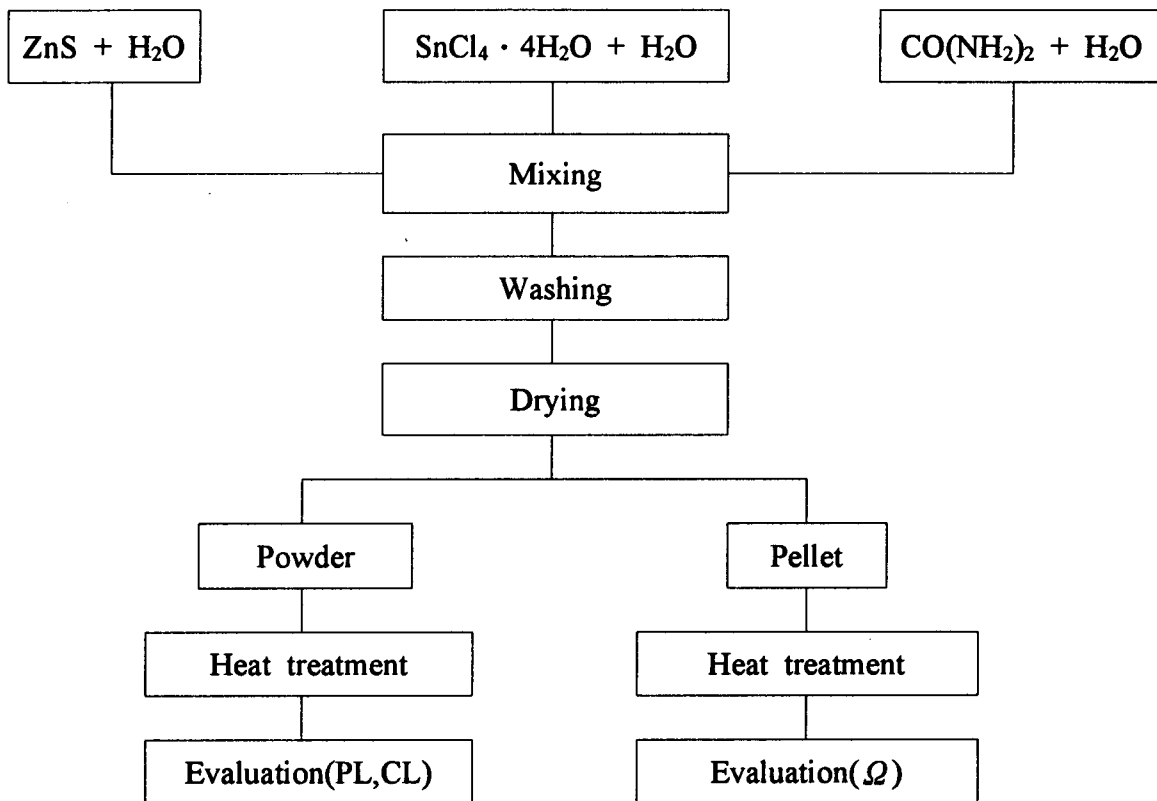 ZnS + H₂O
SnCl₄ · 4H₂O + H₂O
CO(NH₂)₂ + H₂O
Mixing
Washing
Drying
Powder
Pellet
Heat treatment
Heat treatment
Evaluation(PL,CL)
Evaluation(Ω)